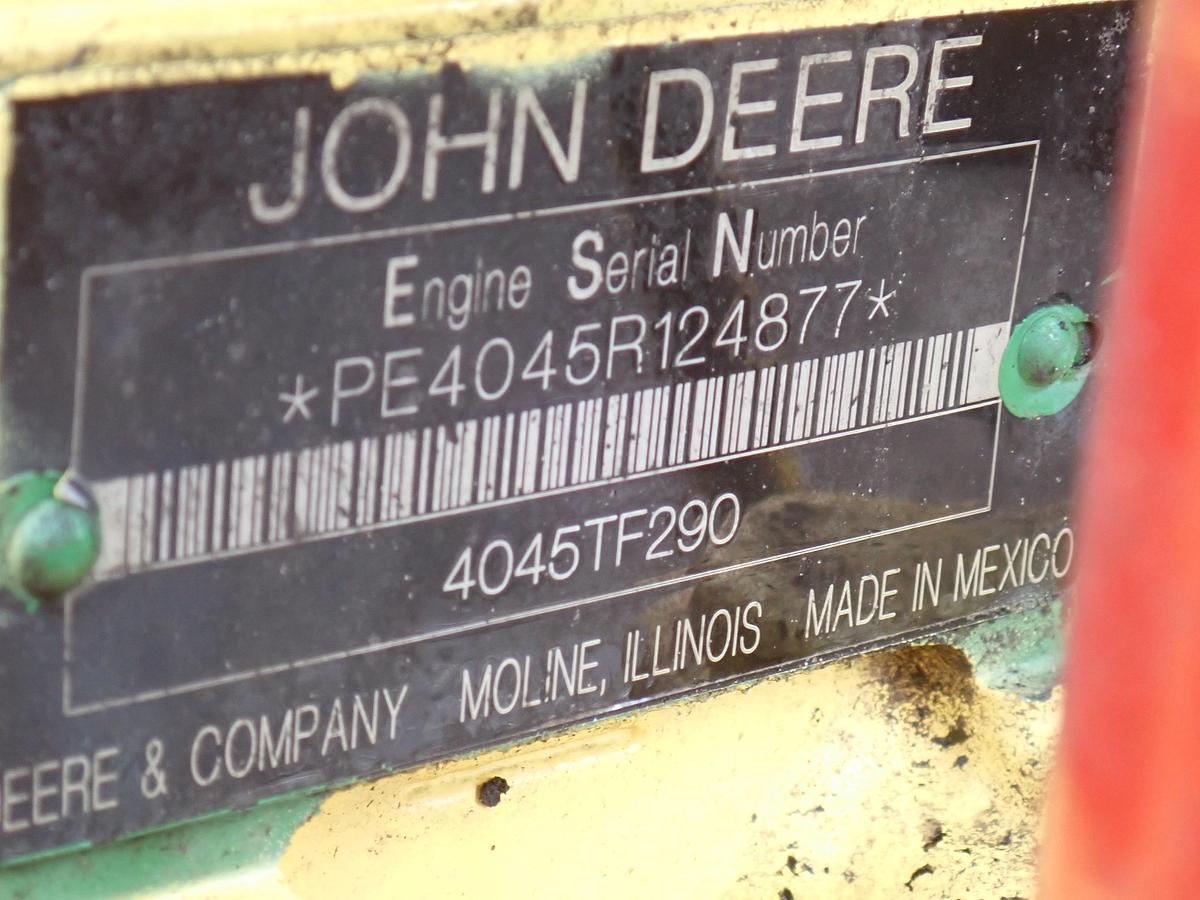 JOHN DEERE
Engine Serial Number
*PE4045R124877*
4045TF290
DEERE & COMPANY MOLINE, ILLINOIS MADE IN MEXICO